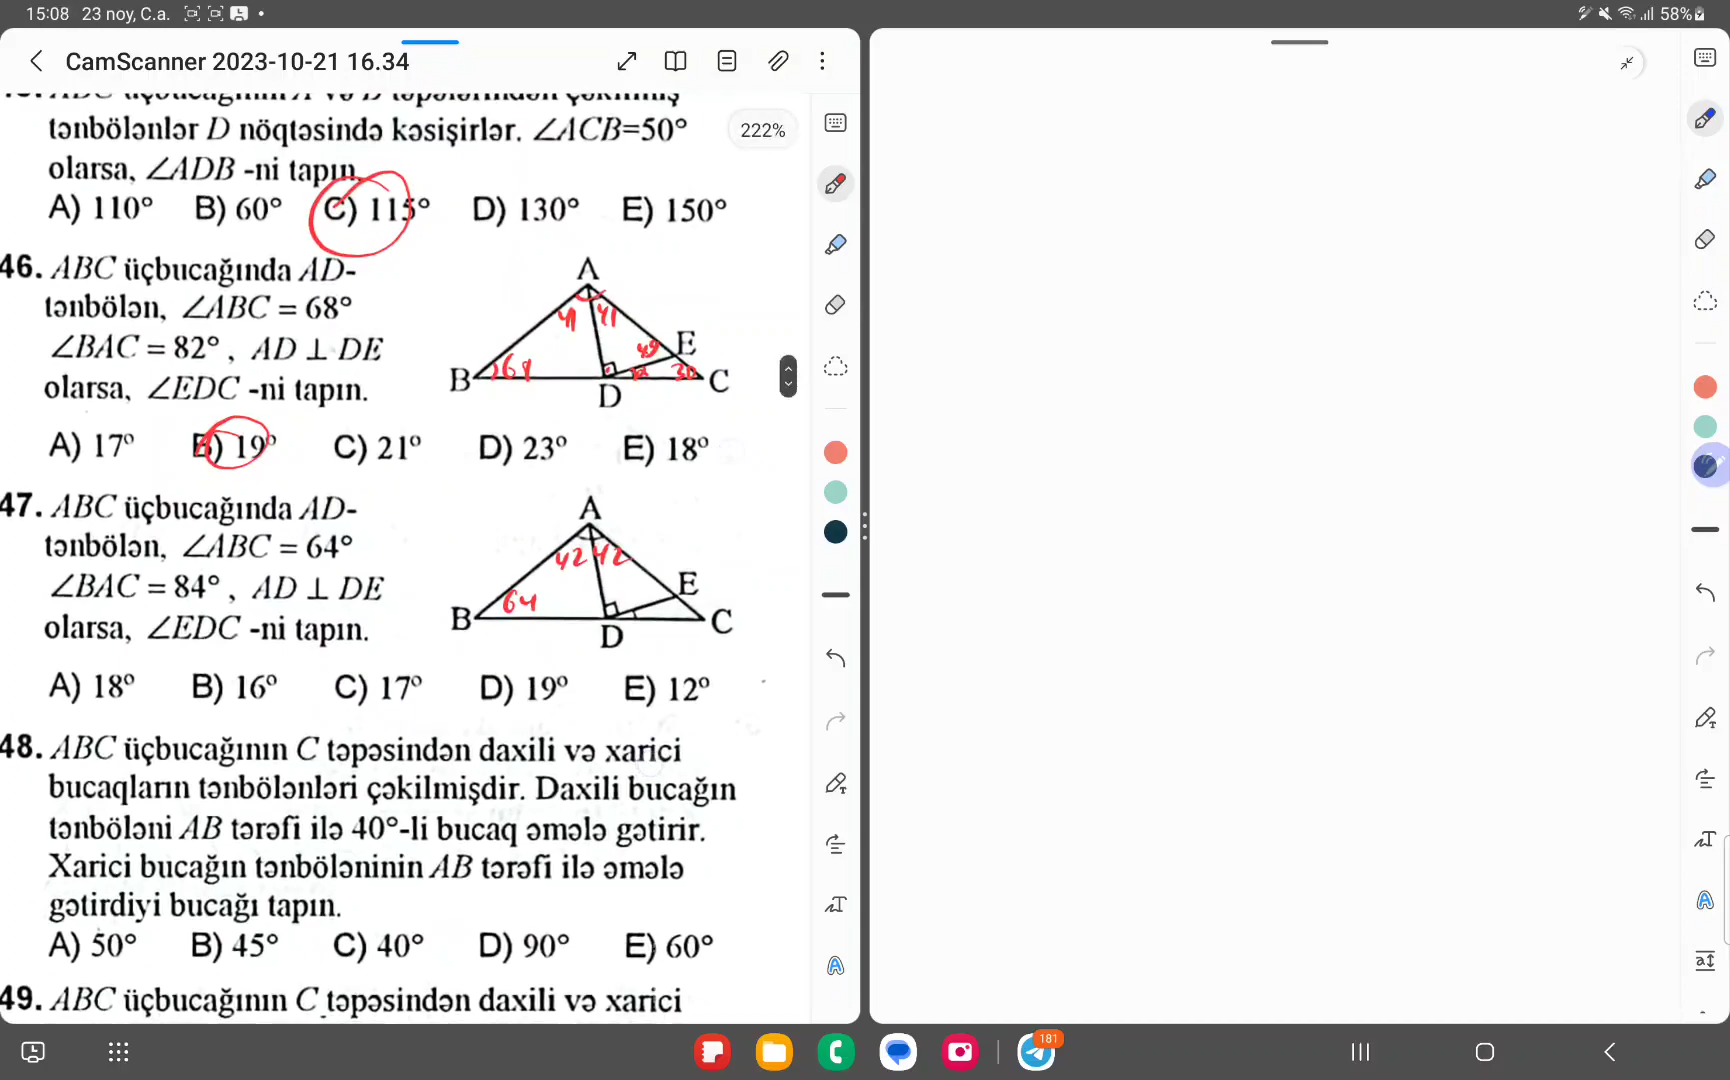 15:08 23 noy, C.a.
58%
CamScanner 2023-10-21 16.34
222%
tənbölənlər D nöqtəsində kəsişirlər. ∠ACB=50°
olarsa, ∠ADB -ni tapın.
A) 110° B) 60° C) 115° D) 130° E) 150°
46. ABC üçbucağında AD-
tənbölən, ∠ABC = 68°
∠BAC = 82° , AD ⊥ DE
olarsa, ∠EDC -ni tapın.
A
41 41
E
49
B
30
C
D
A) 17° B) 19° C) 21° D) 23° E) 18°
47. ABC üçbucağında AD-
tənbölən, ∠ABC = 64°
∠BAC = 84° , AD ⊥ DE
olarsa, ∠EDC -ni tapın.
A
42 42
E
64
B
C
D
A) 18° B) 16° C) 17° D) 19° E) 12°
48. ABC üçbucağının C təpəsindən daxili və xarici
bucaqların tənbölənləri çəkilmişdir. Daxili bucağın
tənböləni AB tərəfi ilə 40°-li bucaq əmələ gətirir.
Xarici bucağın tənböləninin AB tərəfi ilə əmələ
gətirdiyi bucağı tapın.
A) 50° B) 45° C) 40° D) 90° E) 60°
49. ABC üçbucağının C təpəsindən daxili və xarici
181